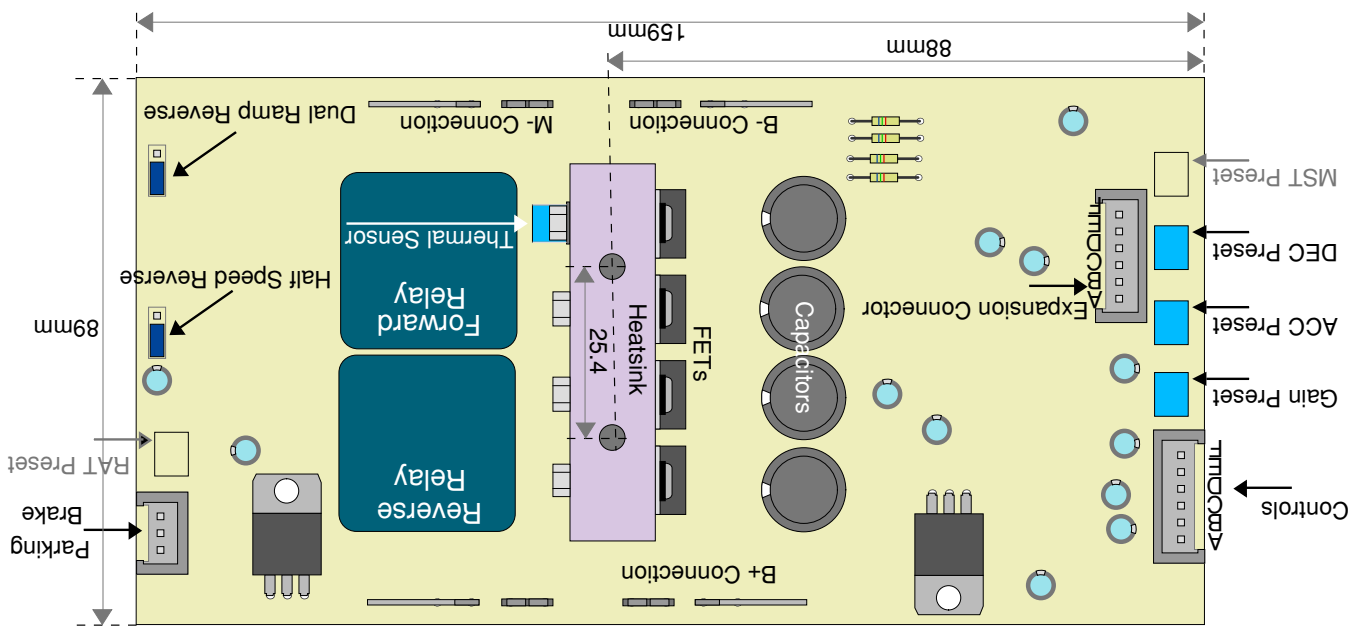 B+ Connection
Controls
ABCDEF
Parking
Brake
Reverse
Relay
RAT Preset
Gain Preset
ACC Preset
DEC Preset
MST Preset
Expansion Connector
ABCDEF
Capacitors
FETs
Heatsink
25.4
Forward
Relay
Thermal Sensor
Half Speed Reverse
Dual Ramp Reverse
89mm
B- Connection
M- Connection
88mm
159mm